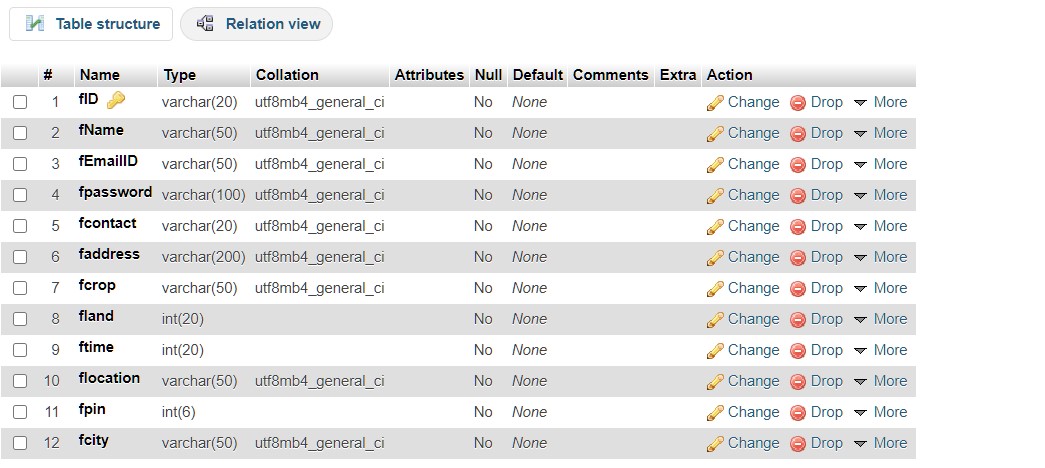 Table structure Relation view
# Name Type Collation Attributes Null Default Comments Extra Action
1 fID varchar(20) utf8mb4_general_ci No None Change Drop More
2 fName varchar(50) utf8mb4_general_ci No None Change Drop More
3 fEmailID varchar(50) utf8mb4_general_ci No None Change Drop More
4 fpassword varchar(100) utf8mb4_general_ci No None Change Drop More
5 fcontact varchar(20) utf8mb4_general_ci No None Change Drop More
6 faddress varchar(200) utf8mb4_general_ci No None Change Drop More
7 fcrop varchar(50) utf8mb4_general_ci No None Change Drop More
8 fland int(20) No None Change Drop More
9 ftime int(20) No None Change Drop More
10 flocation varchar(50) utf8mb4_general_ci No None Change Drop More
11 fpin int(6) No None Change Drop More
12 fcity varchar(50) utf8mb4_general_ci No None Change Drop More